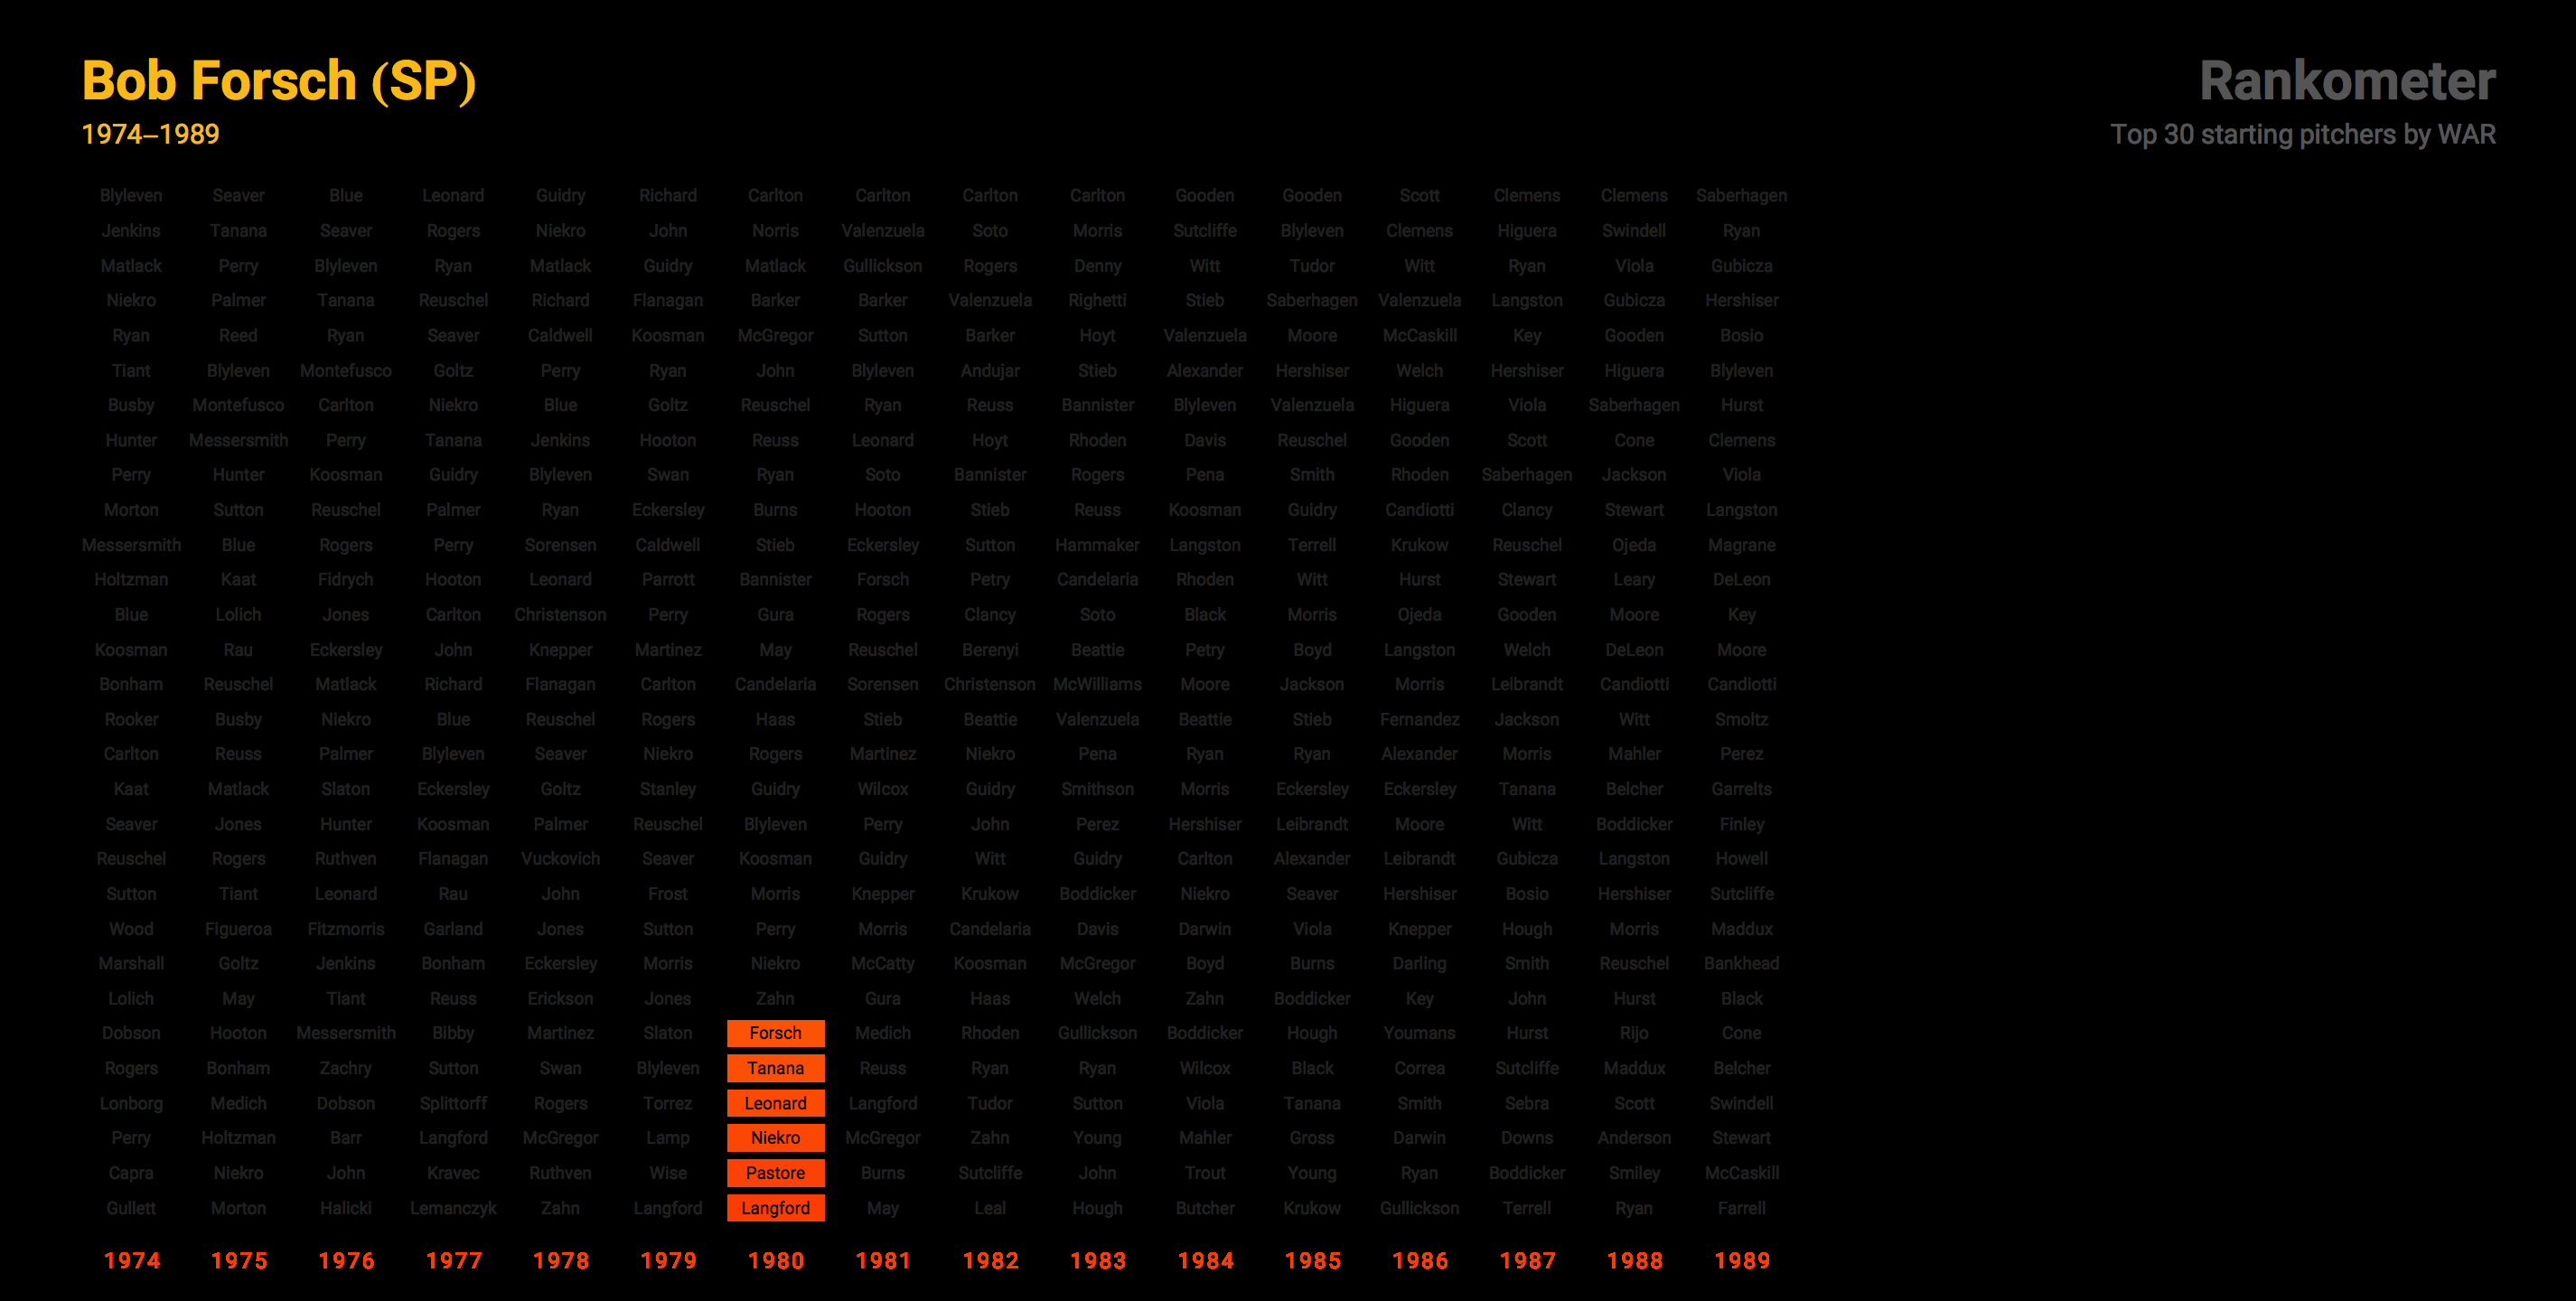 Bob Forsch (SP)
1974–1989
Rankometer
Top 30 starting pitchers by WAR
Blyleven Seaver Blue Leonard Guidry Richard Carlton Carlton Carlton Carlton Gooden Gooden Scott Clemens Clemens Saberhagen
Jenkins Tanana Seaver Rogers Niekro John Norris Valenzuela Soto Morris Sutcliffe Blyleven Clemens Higuera Swindell Ryan
Matlack Perry Blyleven Ryan Matlack Guidry Matlack Gullickson Rogers Denny Witt Tudor Witt Ryan Viola Gubicza
Niekro Palmer Tanana Reuschel Richard Flanagan Barker Barker Valenzuela Righetti Stieb Saberhagen Valenzuela Langston Gubicza Hershiser
Ryan Reed Ryan Seaver Caldwell Koosman McGregor Sutton Barker Hoyt Valenzuela Moore McCaskill Key Gooden Bosio
Tiant Blyleven Montefusco Goltz Perry Ryan John Blyleven Andujar Stieb Alexander Hershiser Welch Hershiser Higuera Blyleven
Busby Montefusco Carlton Niekro Blue Goltz Reuschel Ryan Reuss Bannister Blyleven Valenzuela Higuera Viola Saberhagen Hurst
Hunter Messersmith Perry Tanana Jenkins Hooton Reuss Leonard Hoyt Rhoden Davis Reuschel Gooden Scott Cone Clemens
Perry Hunter Koosman Guidry Blyleven Swan Ryan Soto Bannister Rogers Pena Smith Rhoden Saberhagen Jackson Viola
Morton Sutton Reuschel Palmer Ryan Eckersley Burns Hooton Stieb Reuss Koosman Guidry Candiotti Clancy Stewart Langston
Messersmith Blue Rogers Perry Sorensen Caldwell Stieb Eckersley Sutton Hammaker Langston Terrell Krukow Reuschel Ojeda Magrane
Holtzman Kaat Fidrych Hooton Leonard Parrott Bannister Forsch Petry Candelaria Rhoden Witt Hurst Stewart Leary DeLeon
Blue Lolich Jones Carlton Christenson Perry Gura Rogers Clancy Soto Black Morris Ojeda Gooden Moore Key
Koosman Rau Eckersley John Knepper Martinez May Reuschel Berenyi Beattie Petry Boyd Langston Welch DeLeon Moore
Bonham Reuschel Matlack Richard Flanagan Carlton Candelaria Sorensen Christenson McWilliams Moore Jackson Morris Leibrandt Candiotti Candiotti
Rooker Busby Niekro Blue Reuschel Rogers Haas Stieb Beattie Valenzuela Beattie Stieb Fernandez Jackson Witt Smoltz
Carlton Reuss Palmer Blyleven Seaver Niekro Rogers Martinez Niekro Pena Ryan Ryan Alexander Morris Mahler Perez
Kaat Matlack Slaton Eckersley Goltz Stanley Guidry Wilcox Guidry Smithson Morris Eckersley Eckersley Tanana Belcher Garrelts
Seaver Jones Hunter Koosman Palmer Reuschel Blyleven Perry John Perez Hershiser Leibrandt Moore Witt Boddicker Finley
Reuschel Rogers Ruthven Flanagan Vuckovich Seaver Koosman Guidry Witt Guidry Carlton Alexander Leibrandt Gubicza Langston Howell
Sutton Tiant Leonard Rau John Frost Morris Knepper Krukow Boddicker Niekro Seaver Hershiser Bosio Hershiser Sutcliffe
Wood Figueroa Fitzmorris Garland Jones Sutton Perry Morris Candelaria Davis Darwin Viola Knepper Hough Morris Maddux
Marshall Goltz Jenkins Bonham Eckersley Morris Niekro McCatty Koosman McGregor Boyd Burns Darling Smith Reuschel Bankhead
Lolich May Tiant Reuss Erickson Jones Zahn Gura Haas Welch Zahn Boddicker Key John Hurst Black
Dobson Hooton Messersmith Bibby Martinez Slaton Forsch Medich Rhoden Gullickson Boddicker Hough Youmans Hurst Rijo Cone
Rogers Bonham Zachry Sutton Swan Blyleven Tanana Reuss Ryan Ryan Wilcox Black Correa Sutcliffe Maddux Belcher
Lonborg Medich Dobson Splittorff Rogers Torrez Leonard Langford Tudor Sutton Viola Tanana Smith Sebra Scott Swindell
Perry Holtzman Barr Langford McGregor Lamp Niekro McGregor Zahn Young Mahler Gross Darwin Downs Anderson Stewart
Capra Niekro John Kravec Ruthven Wise Pastore Burns Sutcliffe John Trout Young Ryan Boddicker Smiley McCaskill
Gullett Morton Halicki Lemanczyk Zahn Langford Langford May Leal Hough Butcher Krukow Gullickson Terrell Ryan Farrell
1974 1975 1976 1977 1978 1979 1980 1981 1982 1983 1984 1985 1986 1987 1988 1989